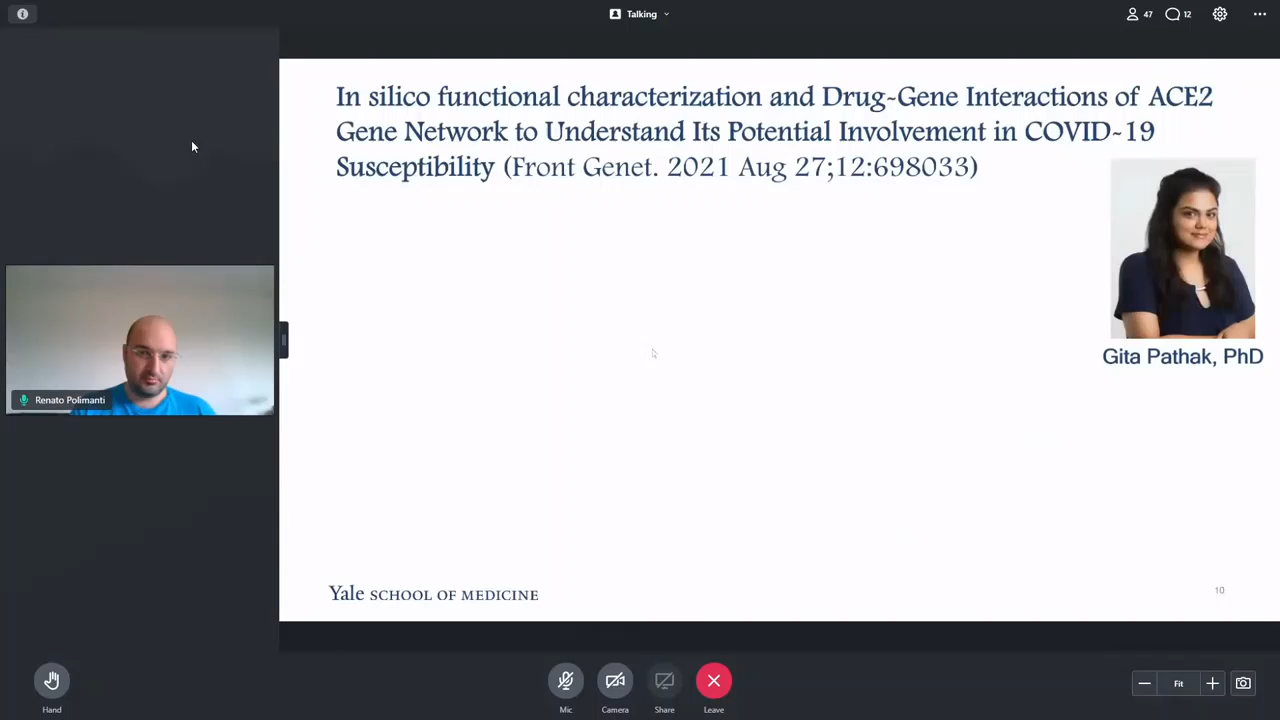 Talking
47
12
In silico functional characterization and Drug-Gene Interactions of ACE2
Gene Network to Understand Its Potential Involvement in COVID-19
Susceptibility (Front Genet. 2021 Aug 27;12:698033)
Gita Pathak, PhD
Renato Polimanti
Yale SCHOOL OF MEDICINE
10
Hand
Mic
Camera
Share
Leave
Fit